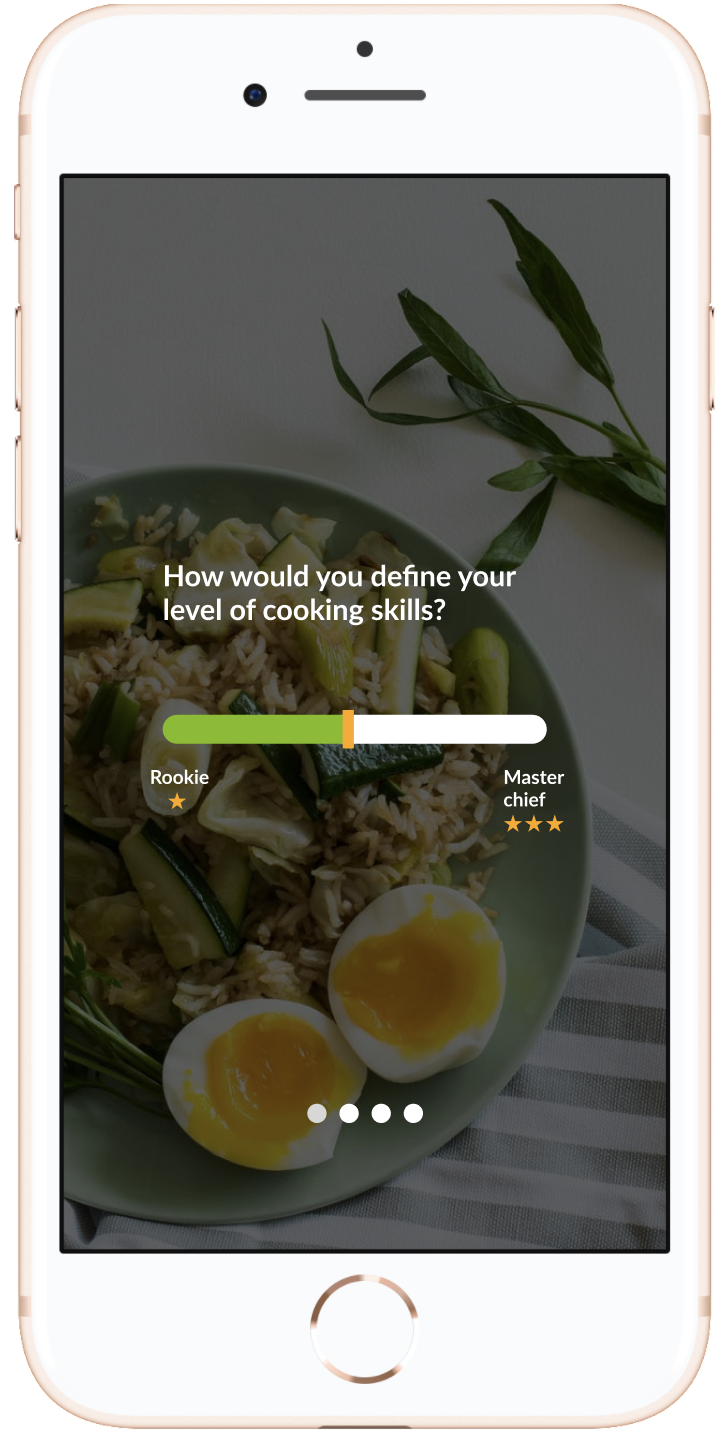 How would you define your
level of cooking skills?
Rookie
Master
chief